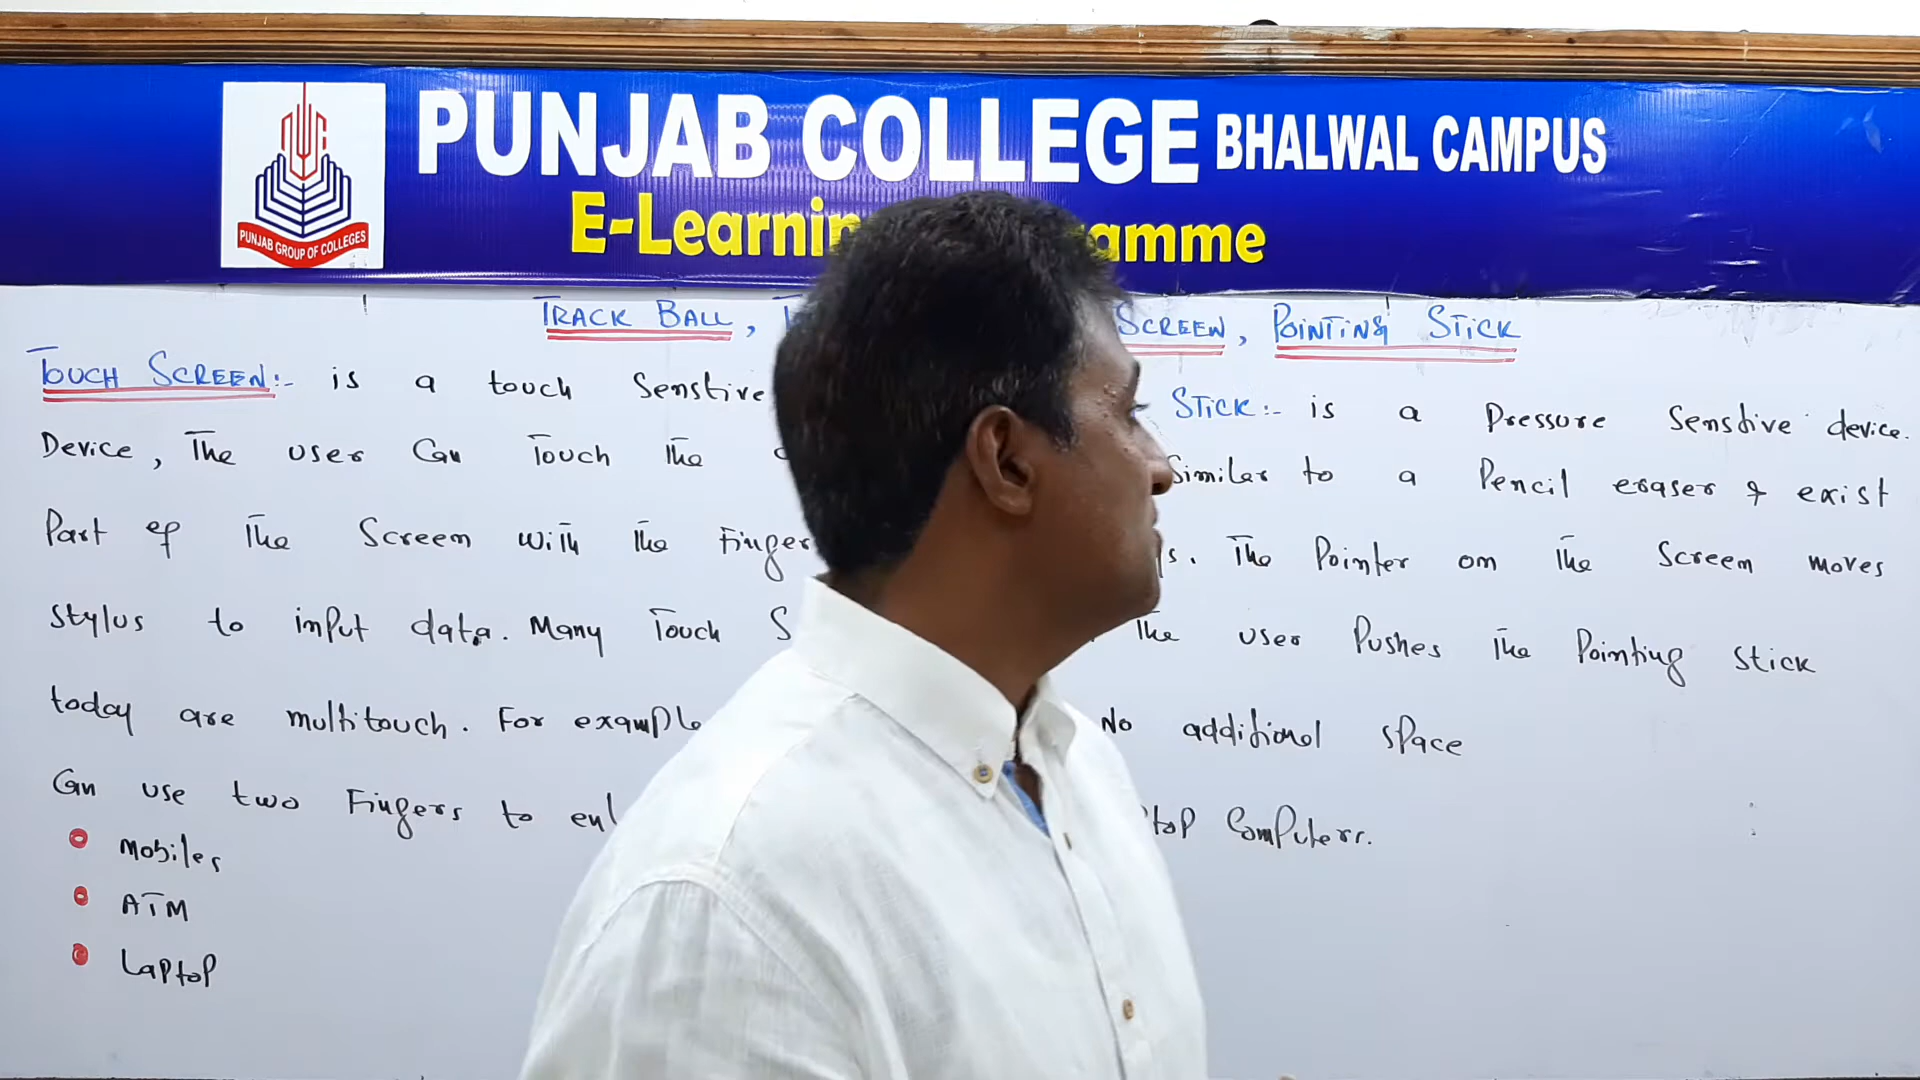 PUNJAB COLLEGE BHALWAL CAMPUS
E-Learnin amme
PUNJAB GROUP OF COLLEGES
TRACK BALL, SCREEN, POINTING STICK
TOUCH SCREEN:- is a touch Senstive
Device, The user Can Touch The
Part of The Screen with The Finger
Stylus to input data. Many Touch S
today are multitouch. For example
Can use two Fingers to enl
Mobiles
ATM
Laptop
STICK:- is a Pressure Senstive device.
Similar to a Pencil eraser & exist
s. The Pointer on The Screen moves
The user Pushes The Pointing stick
No additional space
top Computers.